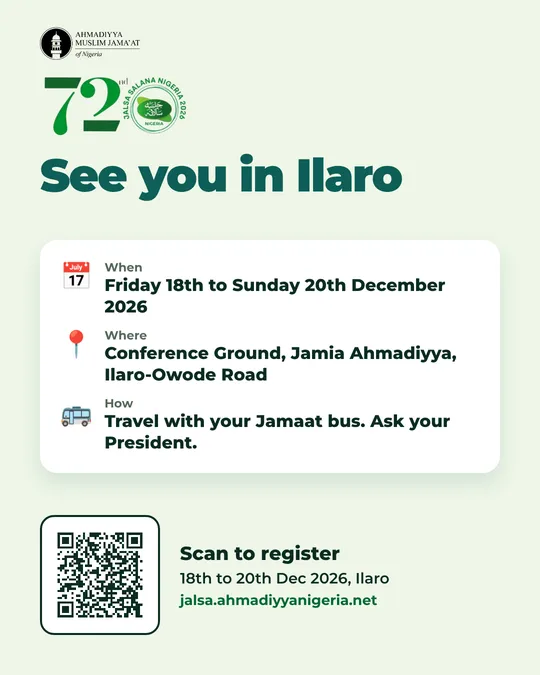 AHMADIYYA
MUSLIM JAMA'AT
of Nigeria
72nd
JALSA SALANA NIGERIA 2026
NIGERIA
See you in Ilaro
July
17
When
Friday 18th to Sunday 20th December
2026
Where
Conference Ground, Jamia Ahmadiyya,
Ilaro-Owode Road
How
Travel with your Jamaat bus. Ask your
President.
Scan to register
18th to 20th Dec 2026, Ilaro
jalsa.ahmadiyyanigeria.net